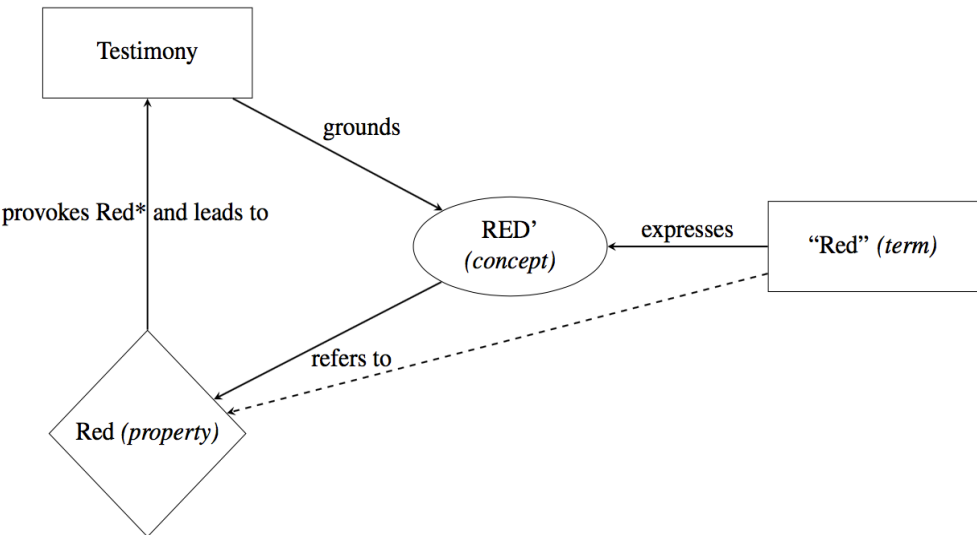 Testimony
grounds
provokes Red* and leads to
RED’
(concept)
expresses
“Red” (term)
refers to
Red (property)